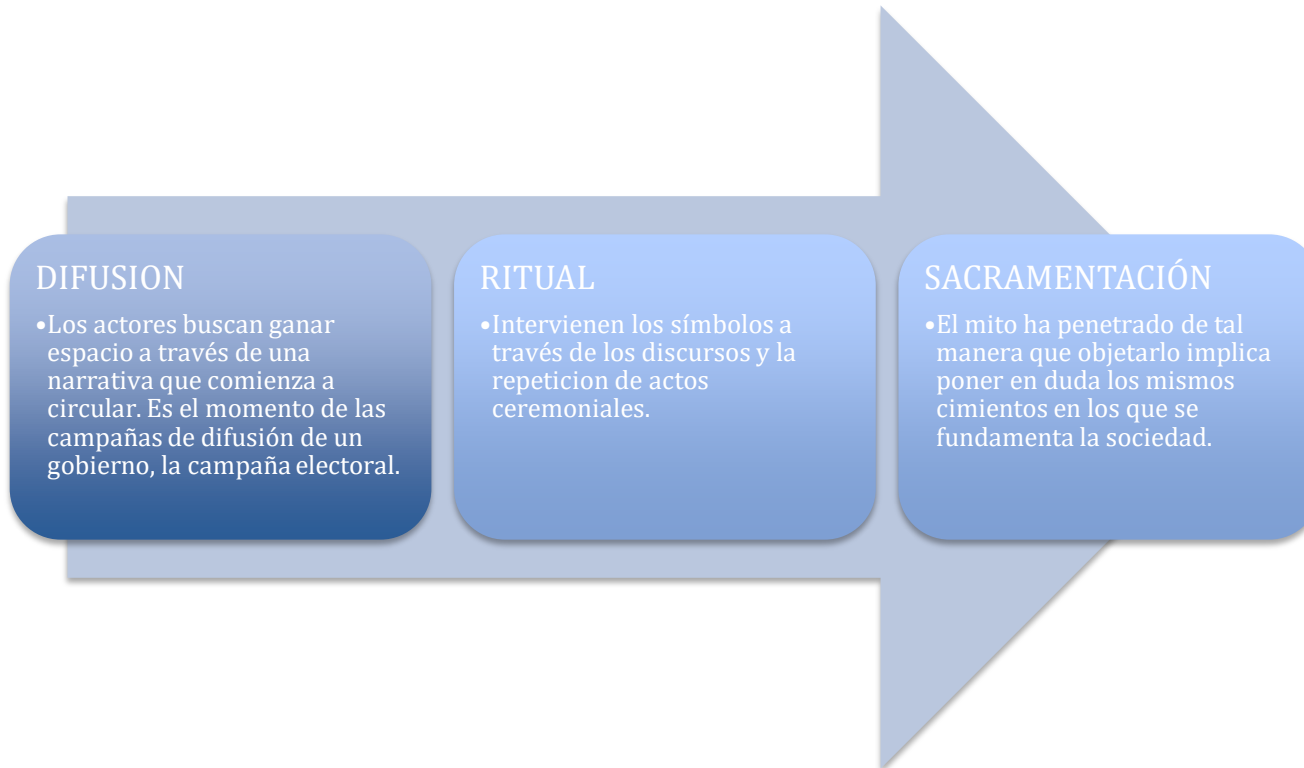 DIFUSION
•Los actores buscan ganar
espacio a través de una
narrativa que comienza a
circular. Es el momento de las
campañas de difusión de un
gobierno, la campaña electoral.
RITUAL
•Intervienen los símbolos a
través de los discursos y la
repeticion de actos
ceremoniales.
SACRAMENTACIÓN
•El mito ha penetrado de tal
manera que objetarlo implica
poner en duda los mismos
cimientos en los que se
fundamenta la sociedad.